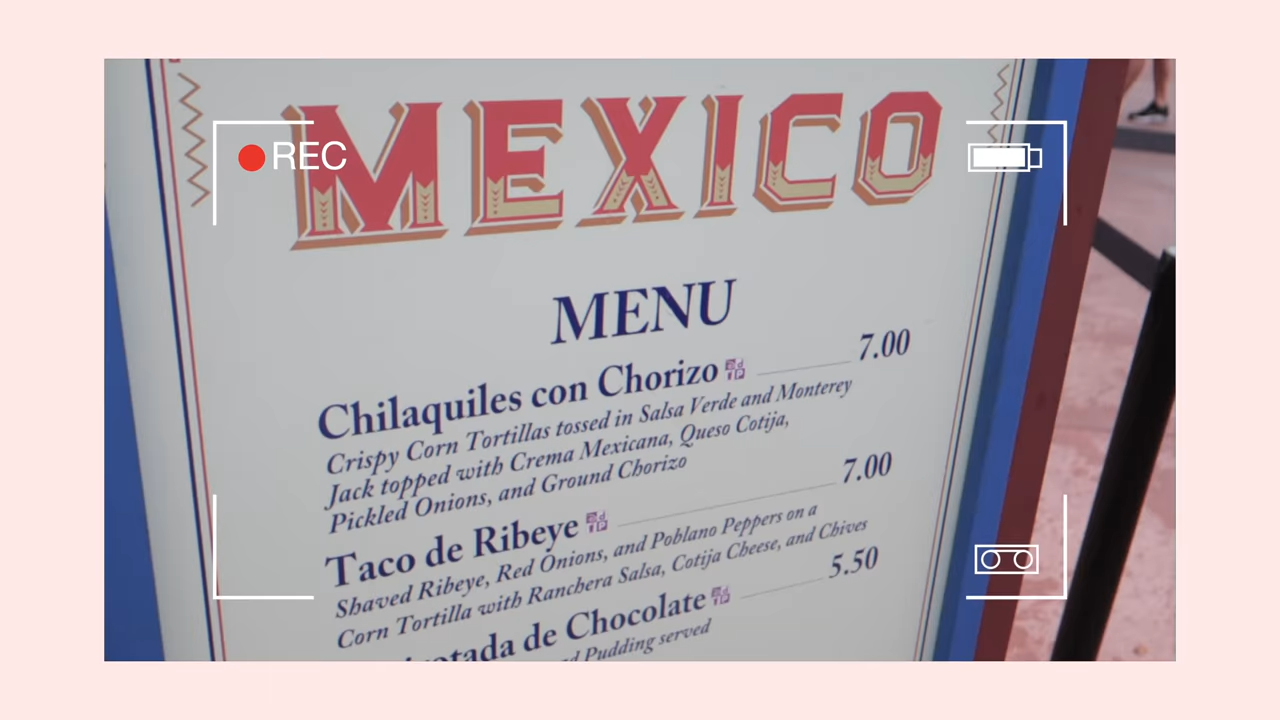 REC
MEXICO
MENU
Chilaquiles con Chorizo 7.00
Crispy Corn Tortillas tossed in Salsa Verde and Monterey
Jack topped with Crema Mexicana, Queso Cotija,
Pickled Onions, and Ground Chorizo
Taco de Ribeye 7.00
Shaved Ribeye, Red Onions, and Poblano Peppers on a
Corn Tortilla with Ranchera Salsa, Cotija Cheese, and Chives
de Chocolate 5.50
Pudding served